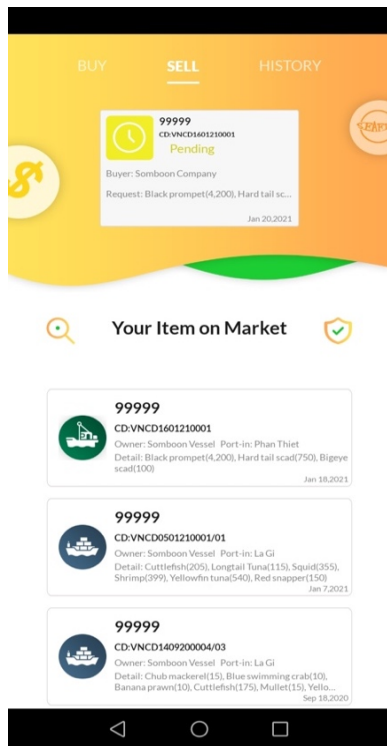 BUY SELL HISTORY
99999
CD:VNCD1601210001
Pending
Buyer: Somboon Company
Request: Black prompet(4,200), Hard tail sc...
Jan 20,2021
Your Item on Market
99999
CD:VNCD1601210001
Owner: Somboon Vessel Port-in: Phan Thiet
Detail: Black prompet(4,200), Hard tail scad(750), Bigeye
scad(100)
Jan 18,2021
99999
CD:VNCD0501210001/01
Owner: Somboon Vessel Port-in: La Gi
Detail: Cuttlefish(205), Longtail Tuna(115), Squid(355),
Shrimp(399), Yellowfin tuna(540), Red snapper(150)
Jan 7,2021
99999
CD:VNCD1409200004/03
Owner: Somboon Vessel Port-in: La Gi
Detail: Chub mackerel(15), Blue swimming crab(10),
Banana prawn(10), Cuttlefish(175), Mullet(15), Yello...
Sep 18,2020